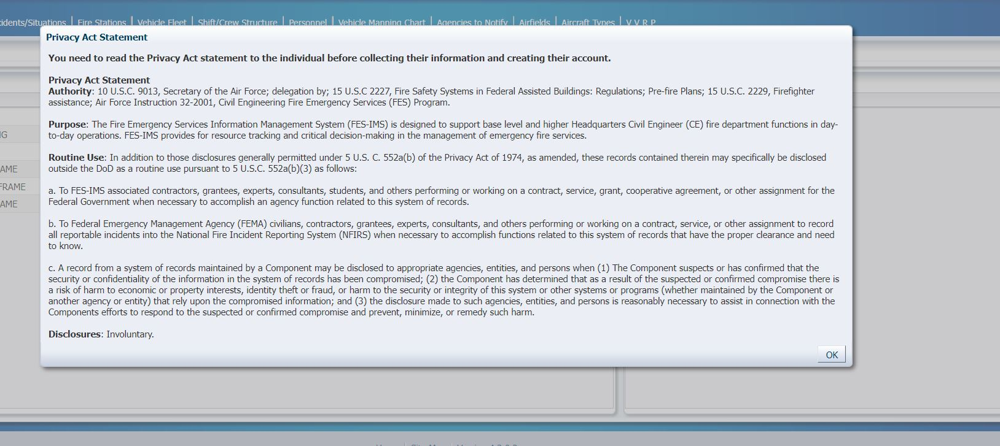 cidents/Situations | Fire Stations | Vehicle Fleet | Shift/Crew Structure | Personnel | Vehicle Manning Chart | Agencies to Notify | Airfields | Aircraft Types | V V R P
Privacy Act Statement
You need to read the Privacy Act statement to the individual before collecting their information and creating their account.
Privacy Act Statement
Authority: 10 U.S.C. 9013, Secretary of the Air Force; delegation by; 15 U.S.C 2227, Fire Safety Systems in Federal Assisted Buildings: Regulations; Pre-fire Plans; 15 U.S.C. 2229, Firefighter
assistance; Air Force Instruction 32-2001, Civil Engineering Fire Emergency Services (FES) Program.
Purpose: The Fire Emergency Services Information Management System (FES-IMS) is designed to support base level and higher Headquarters Civil Engineer (CE) fire department functions in day-
to-day operations. FES-IMS provides for resource tracking and critical decision-making in the management of emergency fire services.
Routine Use: In addition to those disclosures generally permitted under 5 U.S. C. 552a(b) of the Privacy Act of 1974, as amended, these records contained therein may specifically be disclosed
outside the DoD as a routine use pursuant to 5 U.S.C. 552a(b)(3) as follows:
a. To FES-IMS associated contractors, grantees, experts, consultants, students, and others performing or working on a contract, service, grant, cooperative agreement, or other assignment for the
Federal Government when necessary to accomplish an agency function related to this system of records.
b. To Federal Emergency Management Agency (FEMA) civilians, contractors, grantees, experts, consultants, and others performing or working on a contract, service, or other assignment to record
all reportable incidents into the National Fire Incident Reporting System (NFIRS) when necessary to accomplish functions related to this system of records that have the proper clearance and need
to know.
c. A record from a system of records maintained by a Component may be disclosed to appropriate agencies, entities, and persons when (1) The Component suspects or has confirmed that the
security or confidentiality of the information in the system of records has been compromised; (2) the Component has determined that as a result of the suspected or confirmed compromise there is
a risk of harm to economic or property interests, identity theft or fraud, or harm to the security or integrity of this system or other systems or programs (whether maintained by the Component or
another agency or entity) that rely upon the compromised information; and (3) the disclosure made to such agencies, entities, and persons is reasonably necessary to assist in connection with the
Components efforts to respond to the suspected or confirmed compromise and prevent, minimize, or remedy such harm.
Disclosures: Involuntary.
OK
NG
AME
FRAME
AME